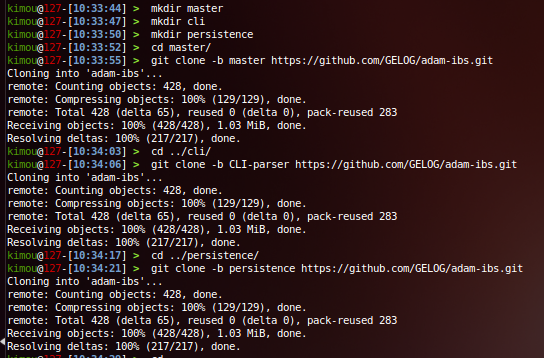 kimou@127-[10:33:44] > mkdir master
kimou@127-[10:33:47] > mkdir cli
kimou@127-[10:33:50] > mkdir persistence
kimou@127-[10:33:52] > cd master/
kimou@127-[10:33:55] > git clone -b master https://github.com/GELOG/adam-ibs.git
Cloning into 'adam-ibs'...
remote: Counting objects: 428, done.
remote: Compressing objects: 100% (129/129), done.
remote: Total 428 (delta 65), reused 0 (delta 0), pack-reused 283
Receiving objects: 100% (428/428), 1.03 MiB, done.
Resolving deltas: 100% (217/217), done.
kimou@127-[10:34:03] > cd ../cli/
kimou@127-[10:34:06] > git clone -b CLI-parser https://github.com/GELOG/adam-ibs.git
Cloning into 'adam-ibs'...
remote: Counting objects: 428, done.
remote: Compressing objects: 100% (129/129), done.
remote: Total 428 (delta 65), reused 0 (delta 0), pack-reused 283
Receiving objects: 100% (428/428), 1.03 MiB, done.
Resolving deltas: 100% (217/217), done.
kimou@127-[10:34:17] > cd ../persistence/
kimou@127-[10:34:21] > git clone -b persistence https://github.com/GELOG/adam-ibs.git
Cloning into 'adam-ibs'...
remote: Counting objects: 428, done.
remote: Compressing objects: 100% (129/129), done.
remote: Total 428 (delta 65), reused 0 (delta 0), pack-reused 283
Receiving objects: 100% (428/428), 1.03 MiB, done.
Resolving deltas: 100% (217/217), done.